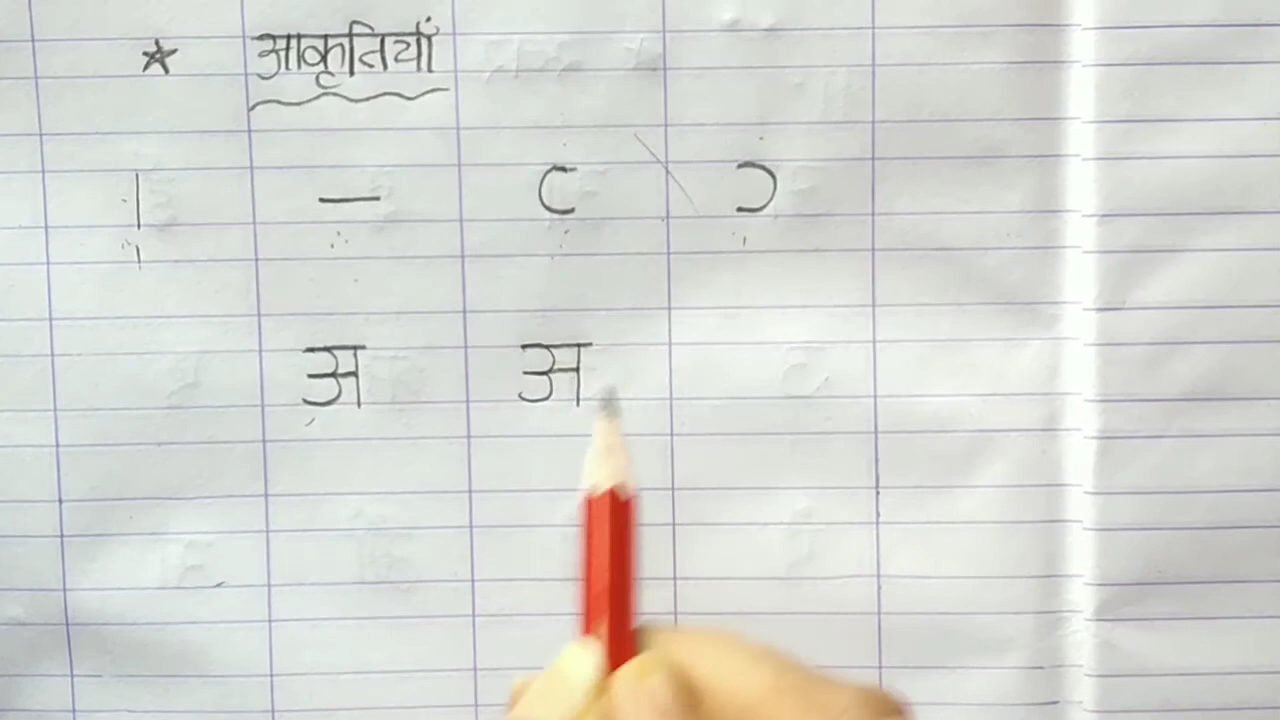 ★ आकृतियाँ
| — ⊂ ⊃
अ अ